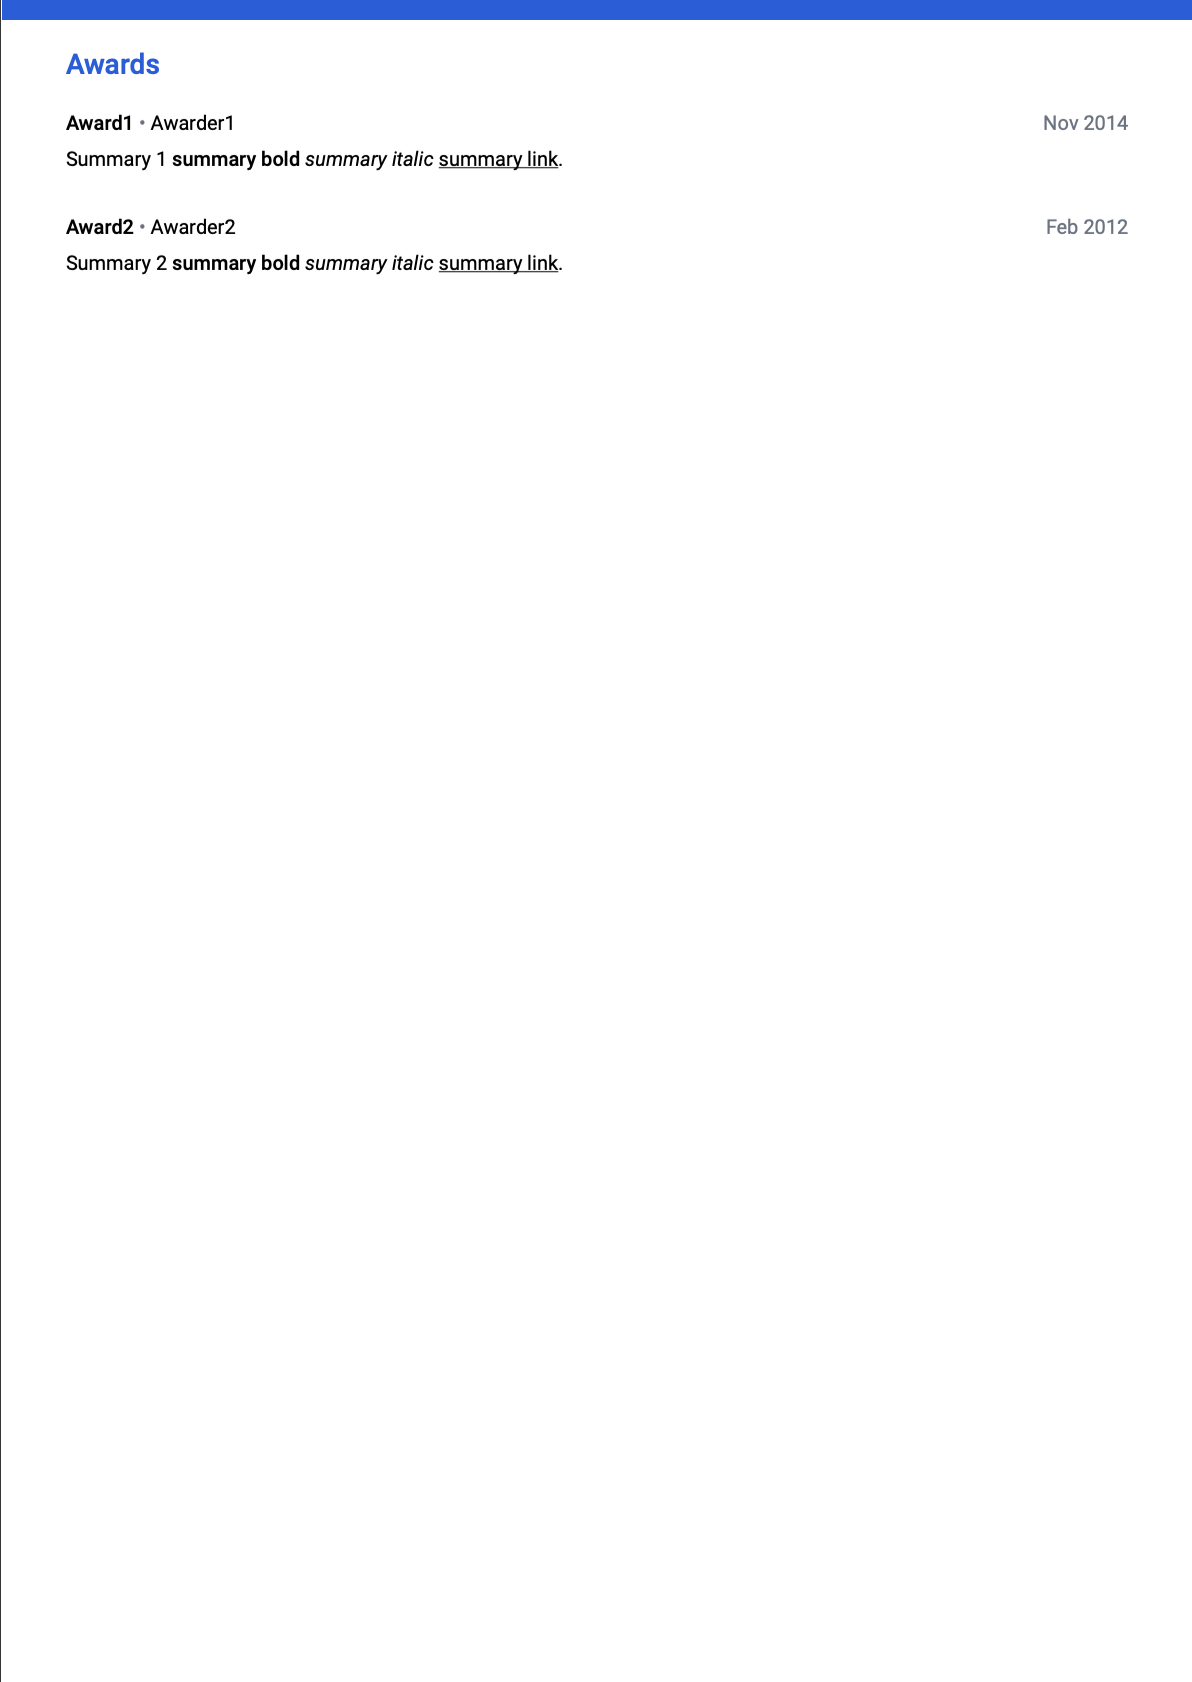 Awards
Award1 • Awarder1 Nov 2014
Summary 1 summary bold summary italic summary link.
Award2 • Awarder2 Feb 2012
Summary 2 summary bold summary italic summary link.